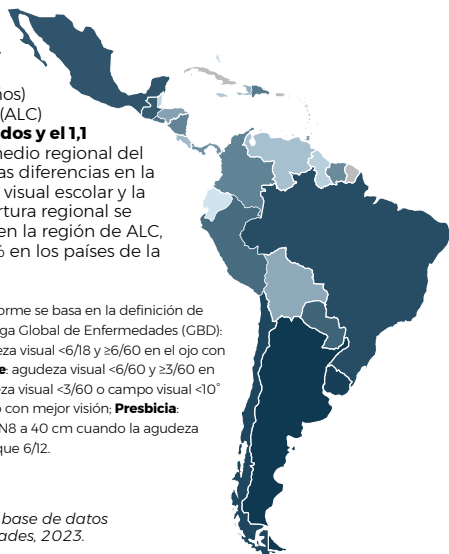 os)
(ALC)
dos y el 1,1
medio regional del
as diferencias en la
visual escolar y la
rtura regional se
en la región de ALC,
% en los países de la
orme se basa en la definición de
ga Global de Enfermedades (GBD):
eza visual <6/18 y ≥6/60 en el ojo con
e: agudeza visual <6/60 y ≥3/60 en
eza visual <3/60 o campo visual <10°
o con mejor visión; Presbicia:
N8 a 40 cm cuando la agudeza
que 6/12.
base de datos
ades, 2023.